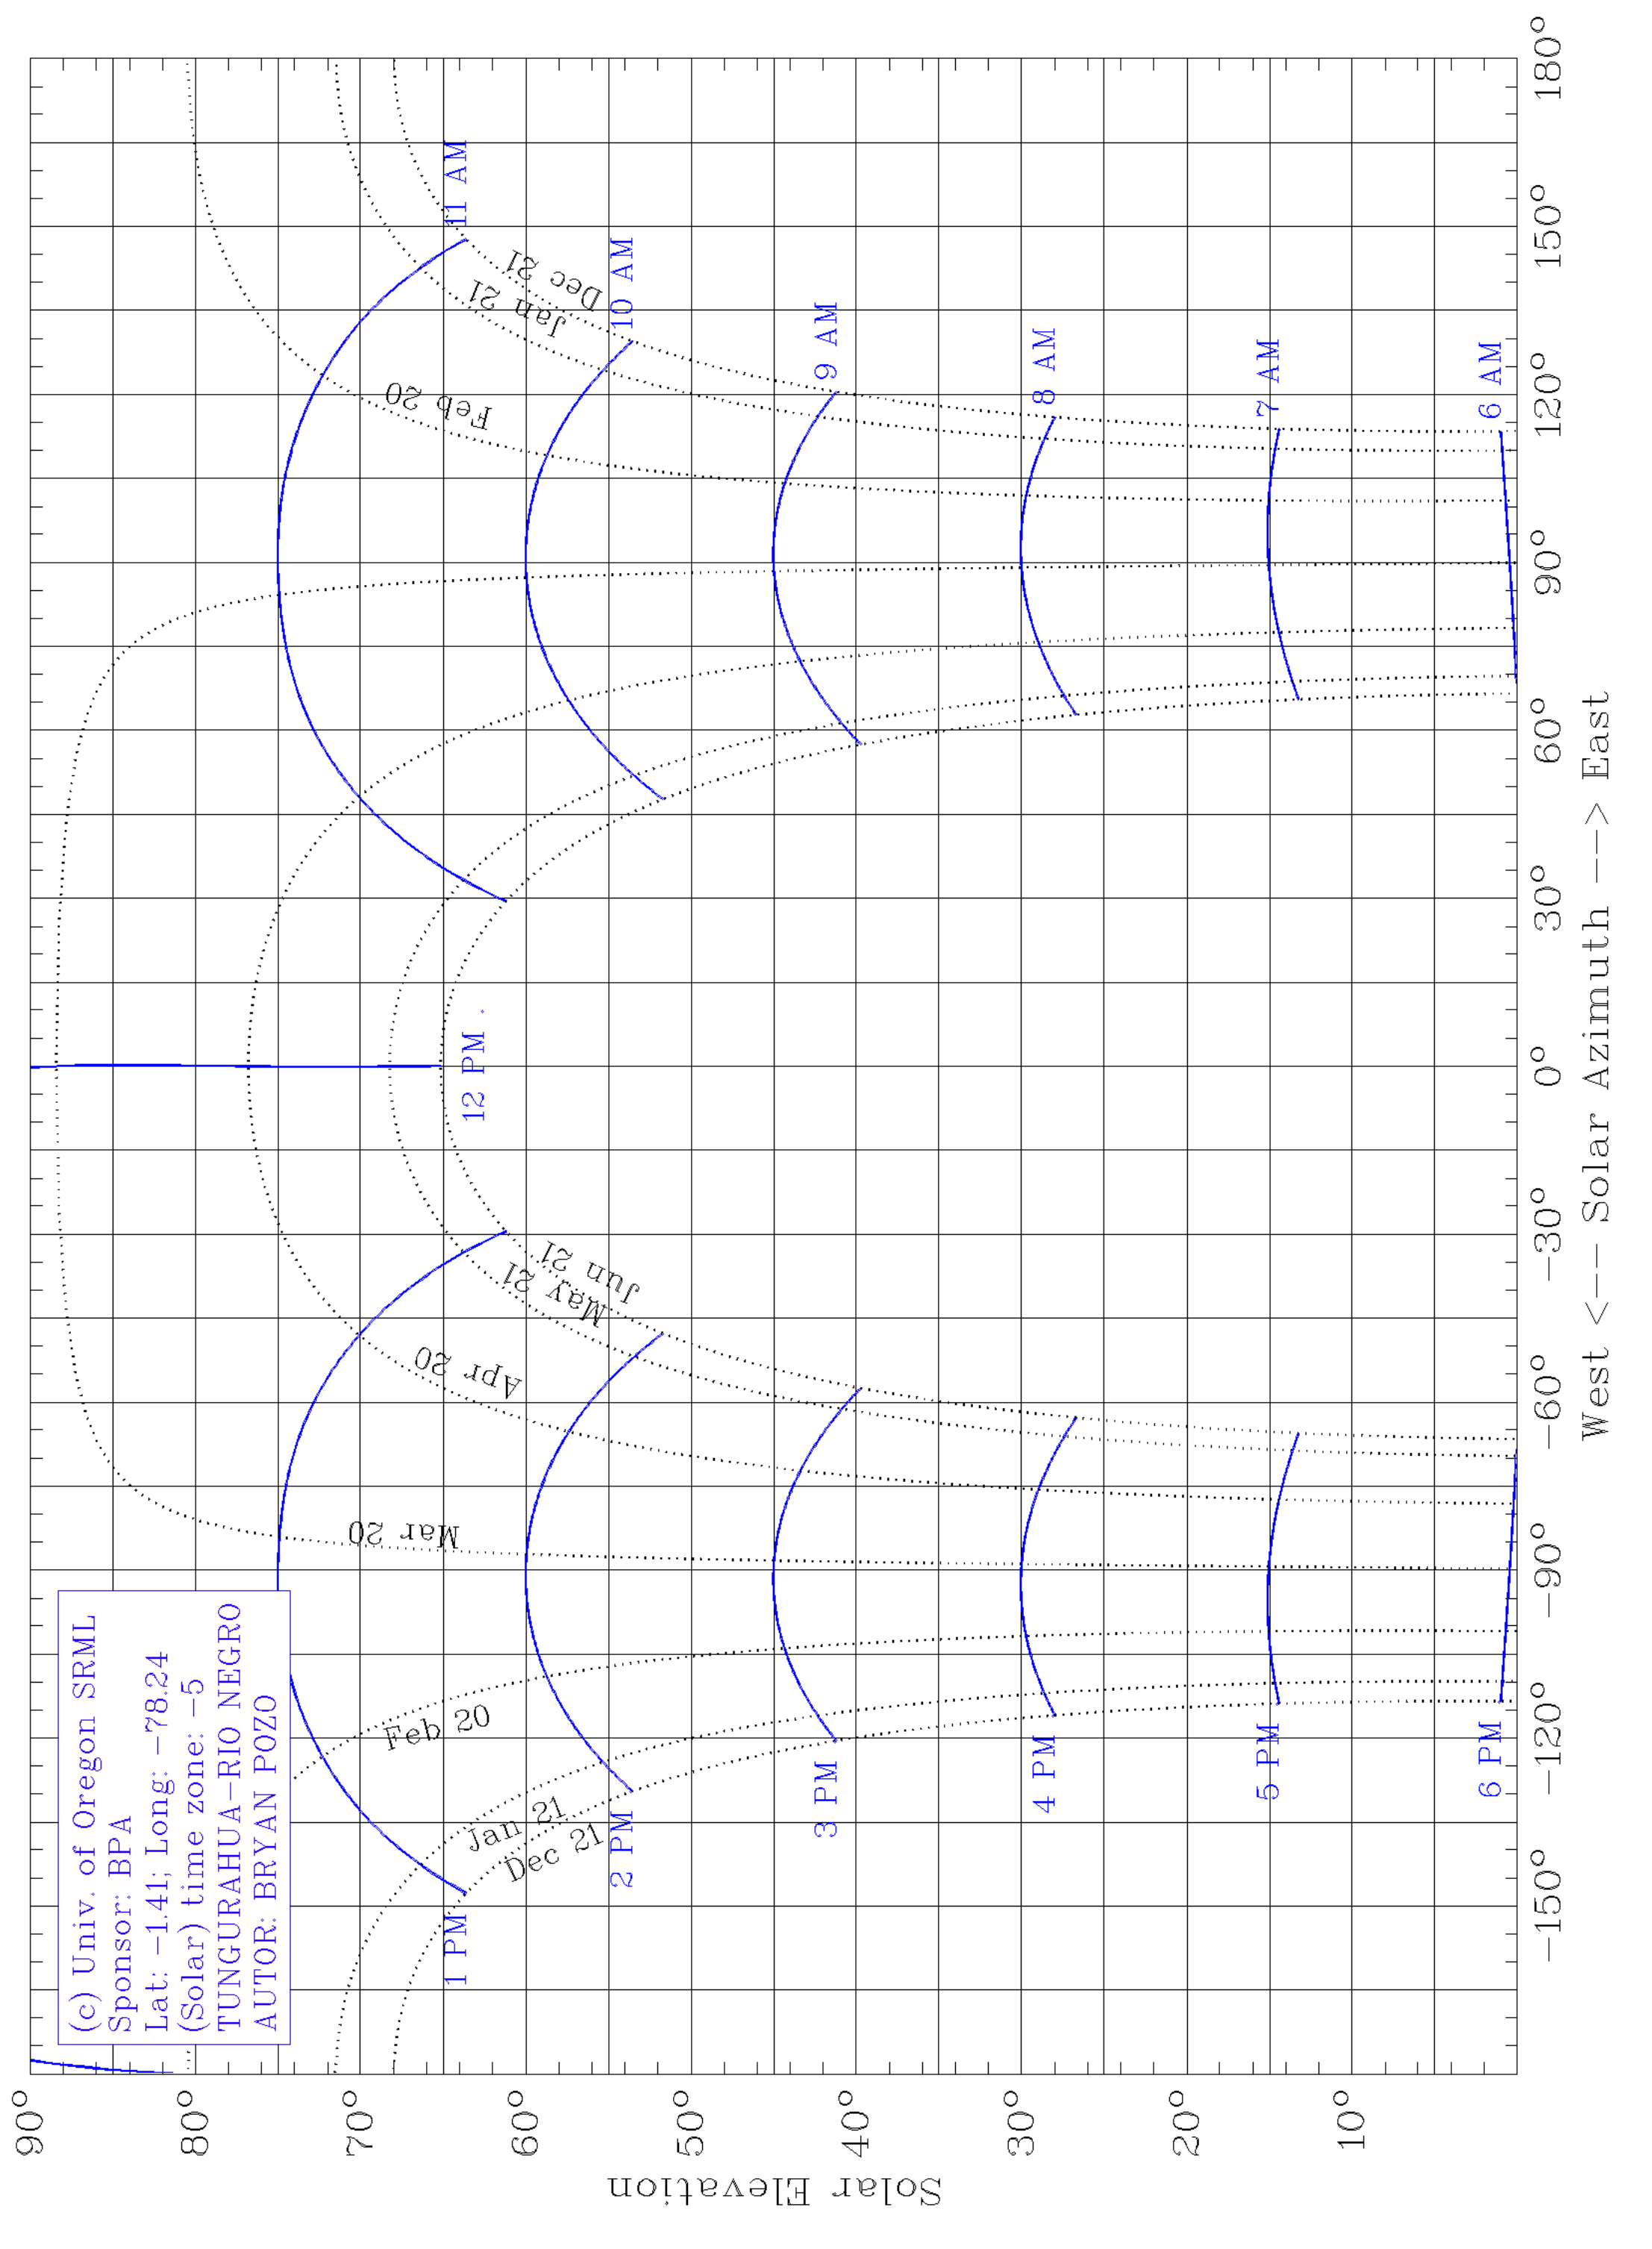 (c) Univ. of Oregon SRML
Sponsor: BPA
Lat: -1.41; Long: -78.24
(Solar) time zone: -5
TUNGURAHUA-RIO NEGRO
AUTOR: BRYAN POZO
90°
80°
70°
60°
50°
40°
30°
20°
10°
Solar Elevation
-150°
-120°
-90°
-60°
-30°
0°
30°
60°
90°
120°
150°
180°
West <-- Solar Azimuth --> East
1 PM
2 PM
3 PM
4 PM
5 PM
6 PM
12 PM
11 AM
10 AM
9 AM
8 AM
7 AM
6 AM
Feb 20
Jan 21
Dec 21
Mar 20
Apr 20
May 21
Jun 21
Feb 20
Jan 21
Dec 21